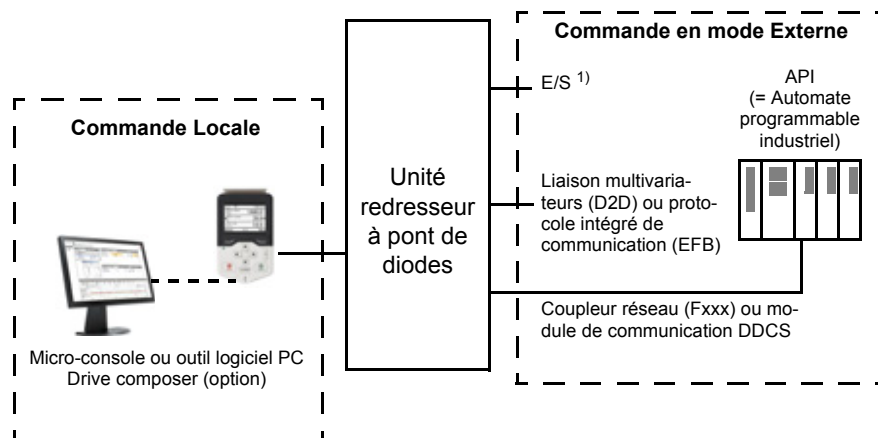 Commande Locale
Micro-console ou outil logiciel PC
Drive composer (option)
Unité
redresseur
à pont de
diodes
Commande en mode Externe
E/S 1)
API
(= Automate
programmable
industriel)
Liaison multivaria-
teurs (D2D) ou proto-
cole intégré de
communication (EFB)
Coupleur réseau (Fxxx) ou mo-
dule de communication DDCS